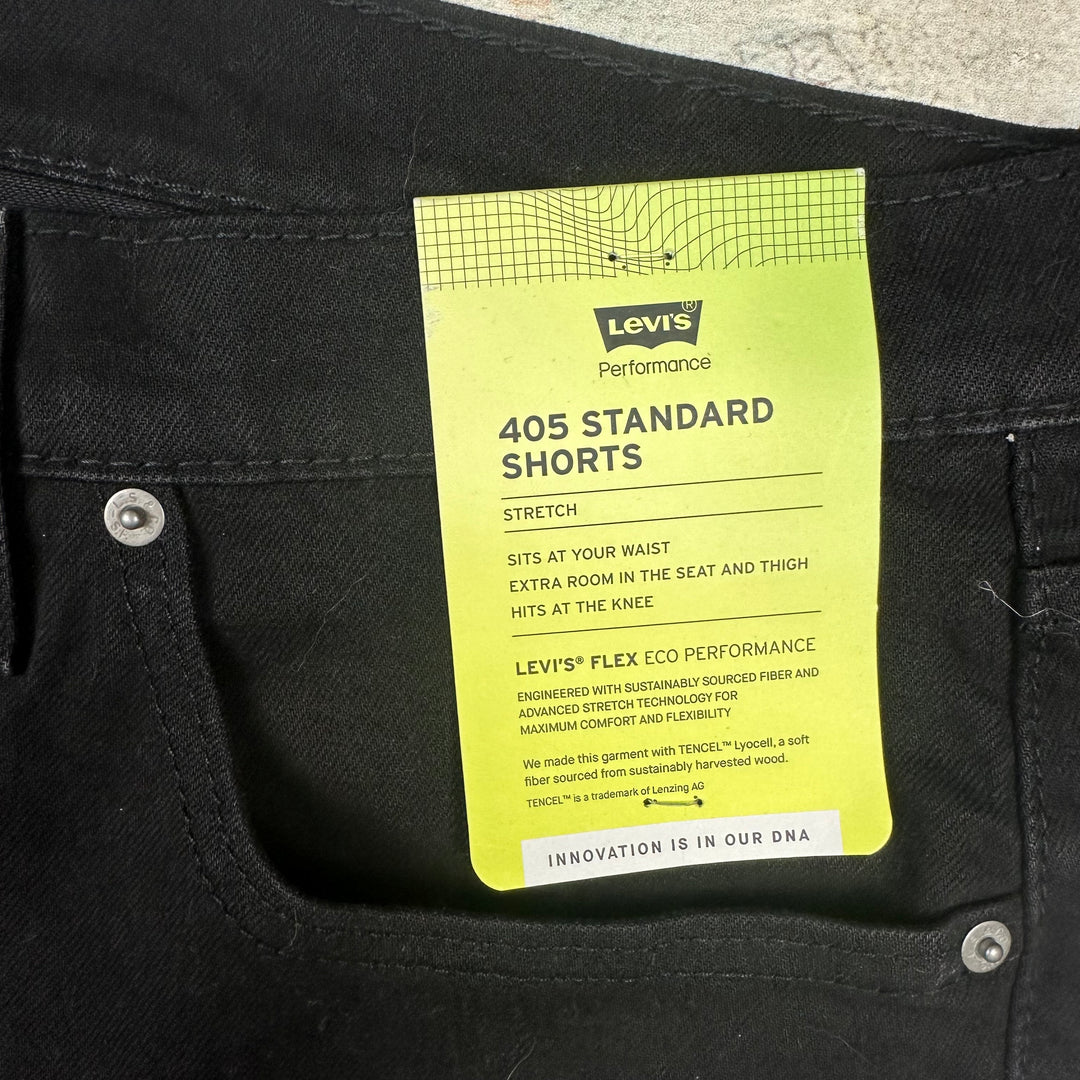 LEVI'S®
Performance
405 STANDARD
SHORTS
STRETCH
SITS AT YOUR WAIST
EXTRA ROOM IN THE SEAT AND THIGH
HITS AT THE KNEE
LEVI'S® FLEX ECO PERFORMANCE
ENGINEERED WITH SUSTAINABLY SOURCED FIBER AND
ADVANCED STRETCH TECHNOLOGY FOR
MAXIMUM COMFORT AND FLEXIBILITY
We made this garment with TENCEL™ Lyocell, a soft
fiber sourced from sustainably harvested wood.
TENCEL™ is a trademark of Lenzing AG
INNOVATION IS IN OUR DNA